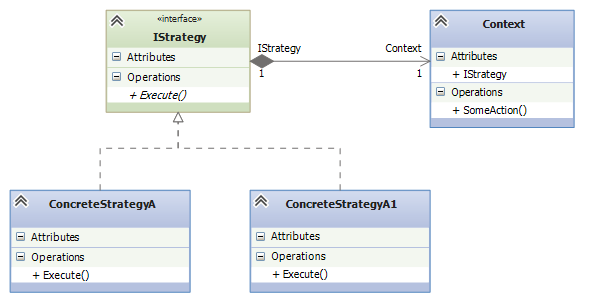 «interface»
IStrategy
Attributes
Operations
+ Execute()
IStrategy
1
Context
1
Context
Attributes
+ IStrategy
Operations
+ SomeAction()
ConcreteStrategyA
Attributes
Operations
+ Execute()
ConcreteStrategyA1
Attributes
Operations
+ Execute()